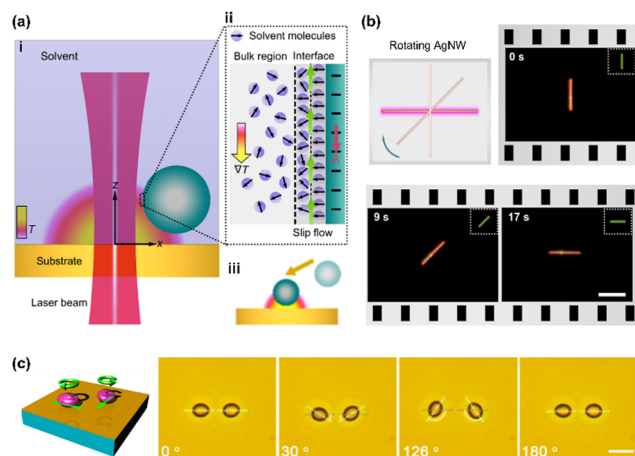 (a)
i
Solvent
z
x
T
Substrate
Laser beam
ii
Solvent molecules
Bulk region
Interface
∇T
Slip flow
iii
(b)
Rotating AgNW
0 s
9 s
17 s
(c)
0 °
30 °
126 °
180 °